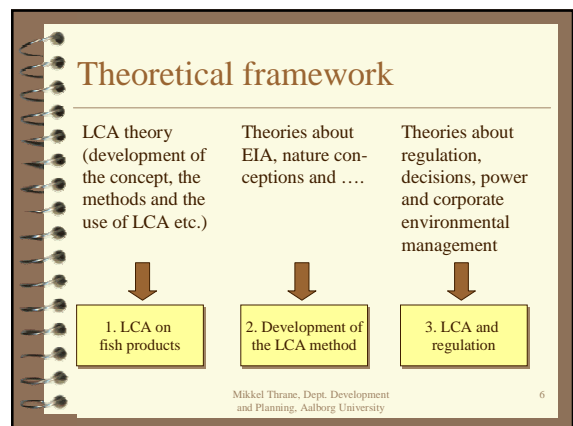 Theoretical framework
LCA theory
(development of
the concept, the
methods and the
use of LCA etc.)
Theories about
EIA, nature con-
ceptions and ….
Theories about
regulation,
decisions, power
and corporate
environmental
management
1. LCA on
fish products
2. Development of
the LCA method
3. LCA and
regulation
Mikkel Thrane, Dept. Development
and Planning, Aalborg University
6